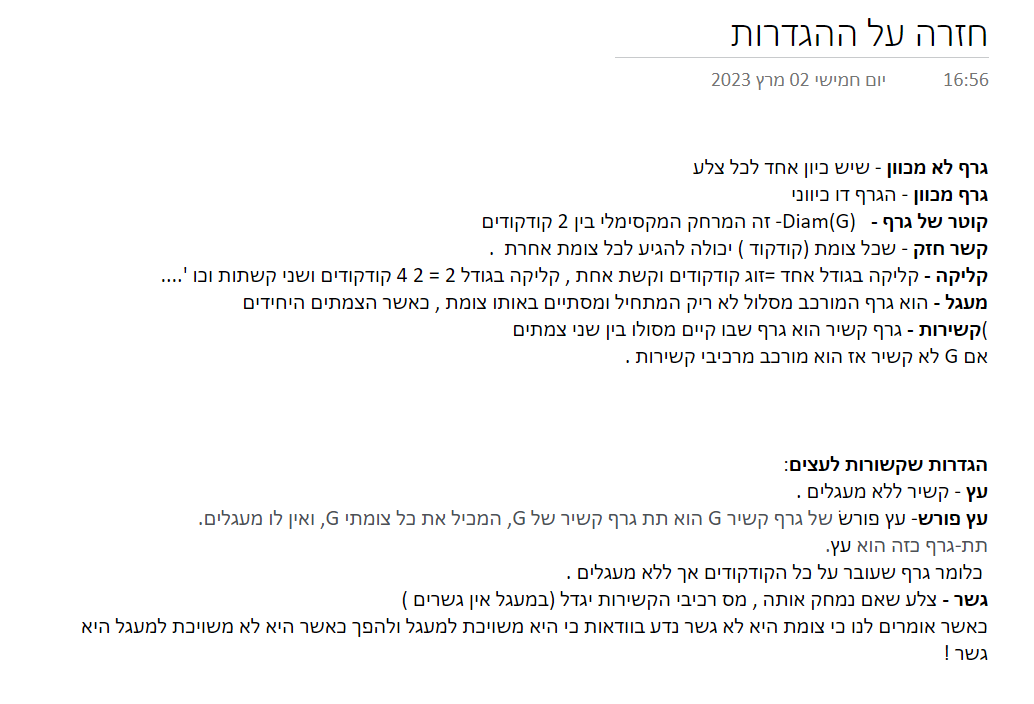 חזרה על ההגדרות
16:56 יום חמישי 02 מרץ 2023
גרף לא מכוון - שיש כיון אחד לכל צלע
גרף מכוון - הגרף דו כיווני
קוטר של גרף - Diam(G)- זה המרחק המקסימלי בין 2 קודקודים
קשר חזק - שכל צומת (קודקוד ) יכולה להגיע לכל צומת אחרת .
קליקה - קליקה בגודל אחד =זוג קודקודים וקשת אחת , קליקה בגודל 2 = 2 4 קודקודים ושני קשתות וכו '....
מעגל - הוא גרף המורכב מסלול לא ריק המתחיל ומסתיים באותו צומת , כאשר הצמתים היחידים
)קשירות - גרף קשיר הוא גרף שבו קיים מסולו בין שני צמתים
אם G לא קשיר אז הוא מורכב מרכיבי קשירות .
הגדרות שקשורות לעצים:
עץ - קשיר ללא מעגלים .
עץ פורש- עץ פורשׂ של גרף קשיר G הוא תת גרף קשיר של G, המכיל את כל צומתי G, ואין לו מעגלים.
תת-גרף כזה הוא עץ.
כלומר גרף שעובר על כל הקודקודים אך ללא מעגלים .
גשר - צלע שאם נמחק אותה , מס רכיבי הקשירות יגדל (במעגל אין גשרים )
כאשר אומרים לנו כי צומת היא לא גשר נדע בוודאות כי היא משויכת למעגל ולהפך כאשר היא לא משויכת למעגל היא
גשר !